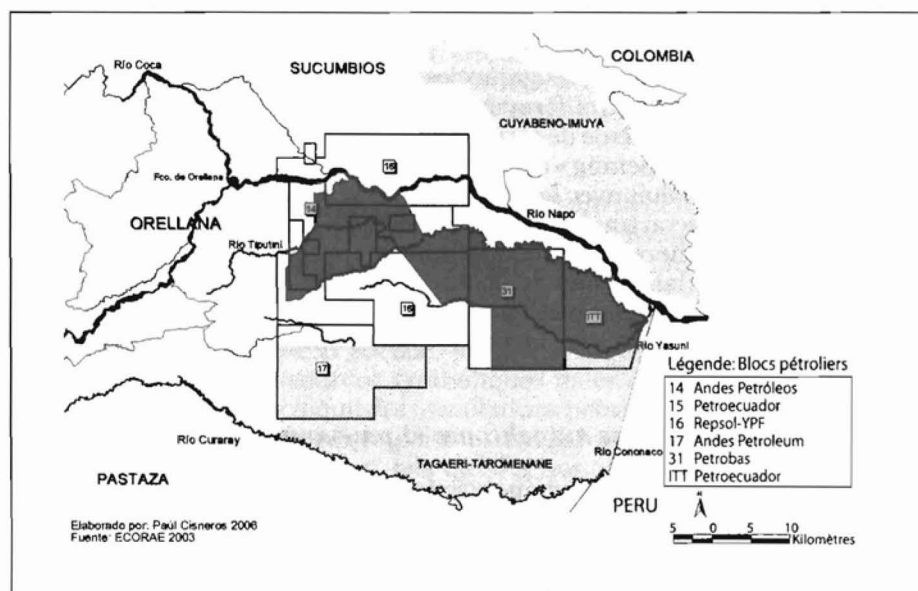 COLOMBIA
Río Coca
SUCUMBIOS
CUYABENO-IMUYA
16
Fco. de Orellana
14
ORELLANA
Río Napo
Río Tiputini
31
ITT
16
Río Yasuni
17
Légende: Blocs pétroliers
14 Andes Petróleos
15 Petroecuador
16 Repsol-YPF
17 Andes Petroleum
31 Petrobas
ITT Petroecuador
Río Curaray
Río Cononaco
TAGAERI-TAROMENANE
PASTAZA
PERU
Elaborado por: Paúl Cisneros 2006
Fuente: ECORAE 2003
5 0 5 10
Kilomètres